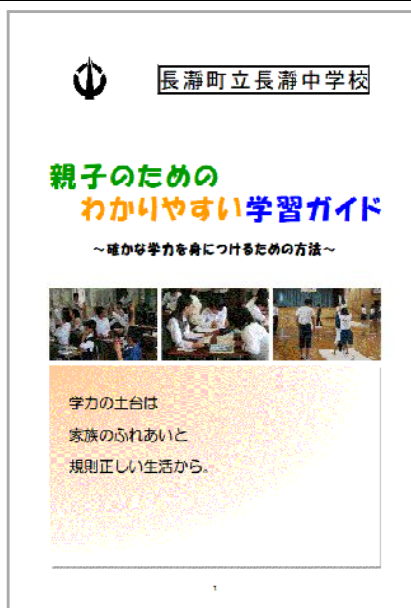 長瀞町立長瀞中学校
親子のための
わかりやすい学習ガイド
～確かな学力を身につけるための方法～
学力の土台は
家族のふれあいと
規則正しい生活から。
1